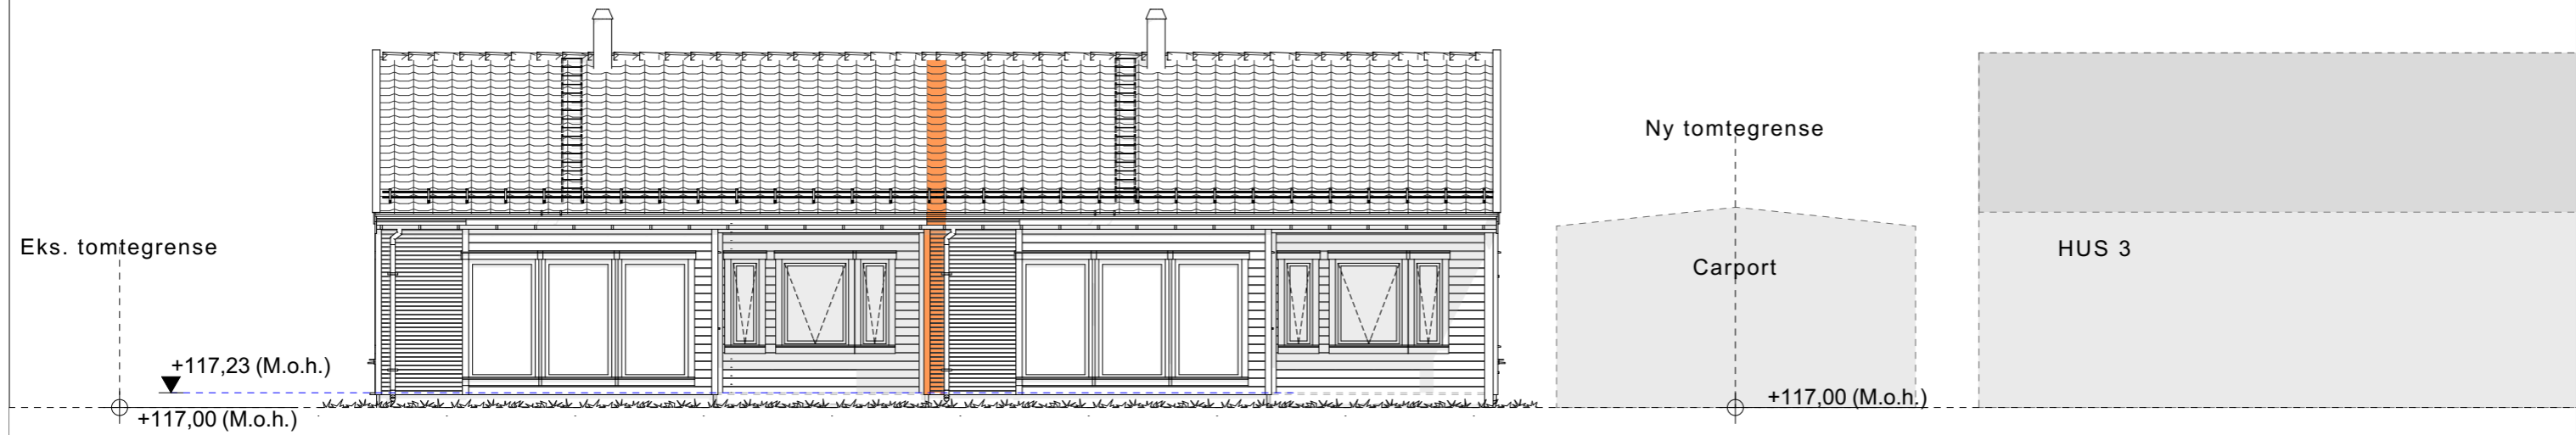 Ny tomtegrense
Eks. tomtegrense
HUS 3
Carport
+117,23 (M.o.h.)
+117,00 (M.o.h.)
+117,00 (M.o.h.)